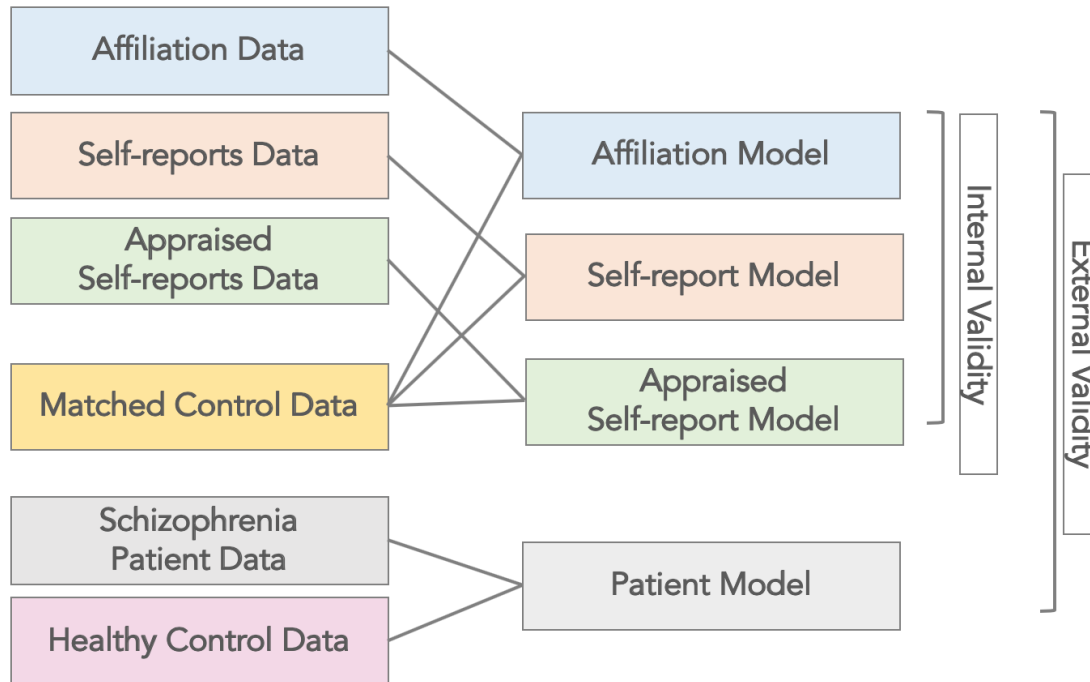 Affiliation Data
Self-reports Data
Appraised
Self-reports Data
Matched Control Data
Schizophrenia
Patient Data
Healthy Control Data
Affiliation Model
Self-report Model
Appraised
Self-report Model
Patient Model
Internal Validity
External Validity